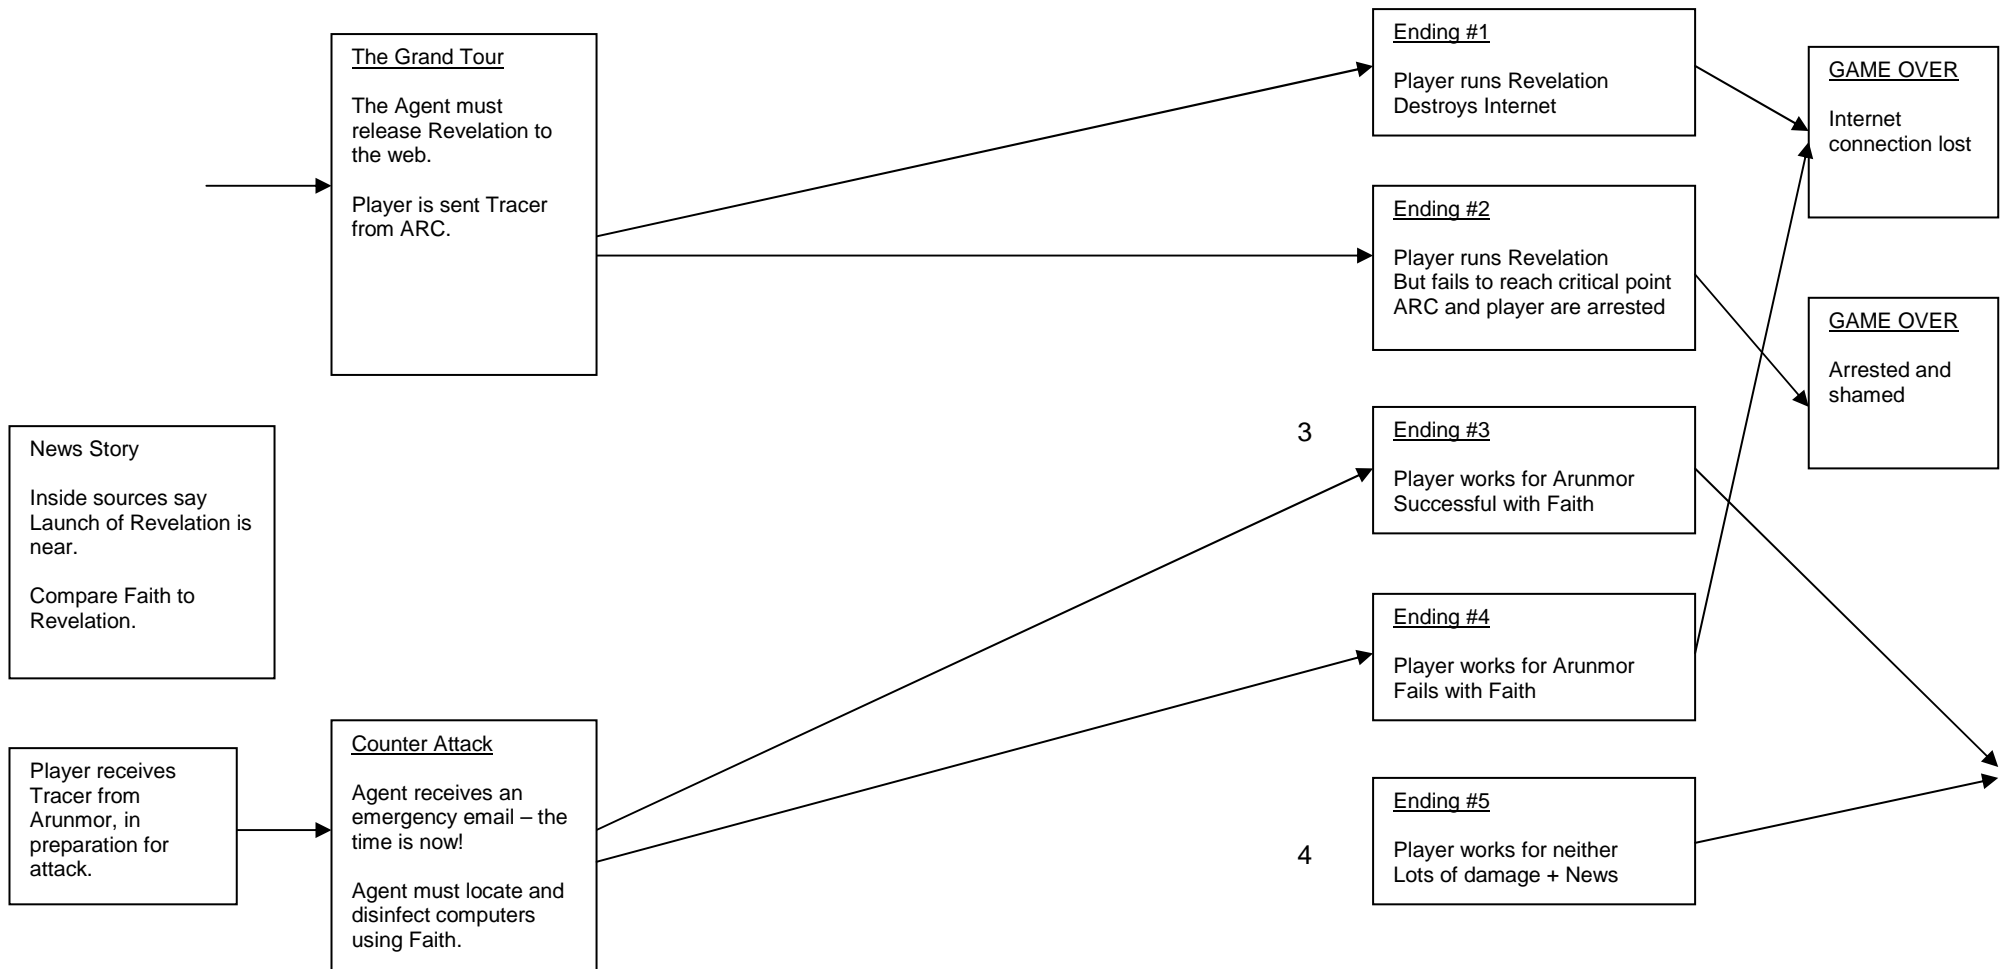 The Grand Tour
The Agent must
release Revelation to
the web.
Player is sent Tracer
from ARC.
News Story
Inside sources say
Launch of Revelation is
near.
Compare Faith to
Revelation.
Player receives
Tracer from
Arunmor, in
preparation for
attack.
Counter Attack
Agent receives an
emergency email – the
time is now!
Agent must locate and
disinfect computers
using Faith.
Ending #1
Player runs Revelation
Destroys Internet
Ending #2
Player runs Revelation
But fails to reach critical point
ARC and player are arrested
3
Ending #3
Player works for Arunmor
Successful with Faith
Ending #4
Player works for Arunmor
Fails with Faith
4
Ending #5
Player works for neither
Lots of damage + News
GAME OVER
Internet
connection lost
GAME OVER
Arrested and
shamed